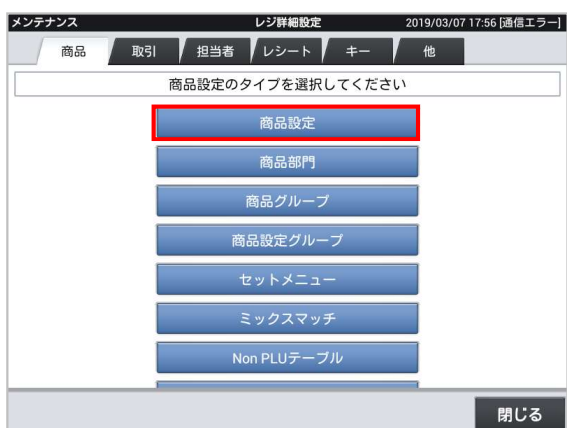 メンテナンス レジ詳細設定 2019/03/07 17:56 [通信エラー]
商品 取引 担当者 レシート キー 他
商品設定のタイプを選択してください
商品設定
商品部門
商品グループ
商品設定グループ
セットメニュー
ミックスマッチ
Non PLUテーブル
閉じる